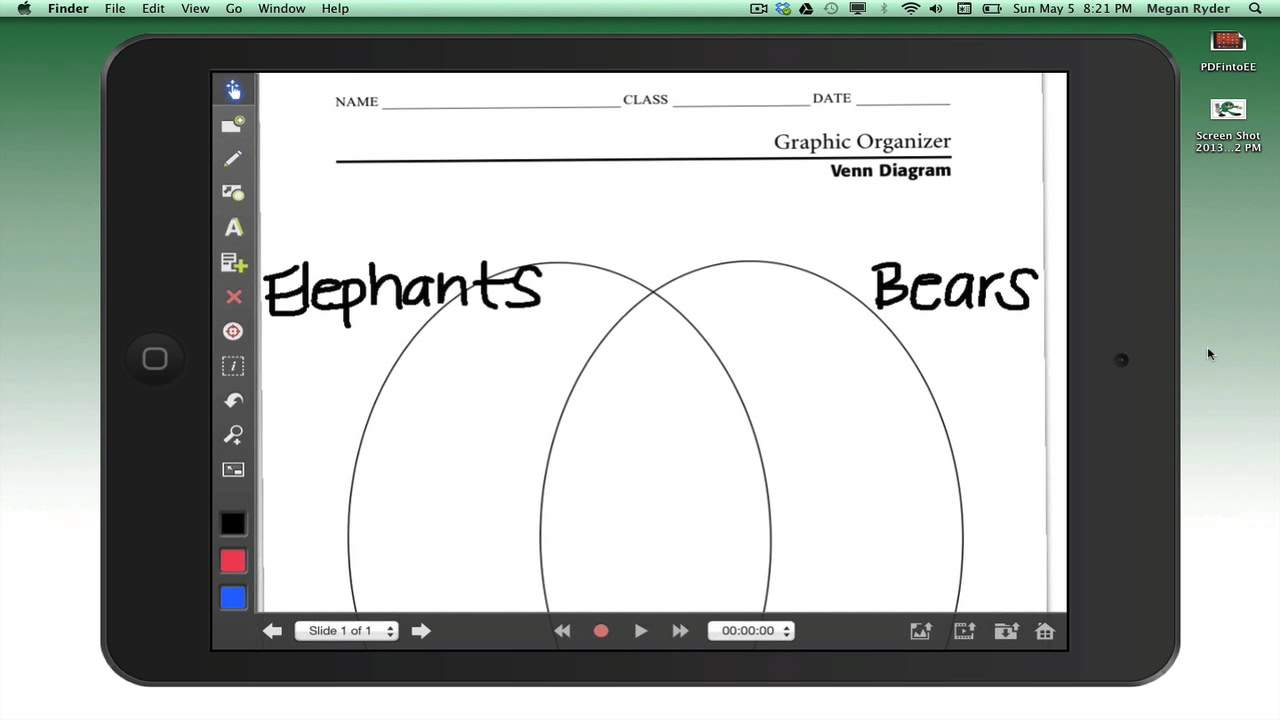 Finder File Edit View Go Window Help Sun May 5 8:21 PM Megan Ryder
PDFintoEE
Screen Shot
2013...2 PM
NAME CLASS DATE
Graphic Organizer
Venn Diagram
Elephants Bears
Slide 1 of 1 00:00:00